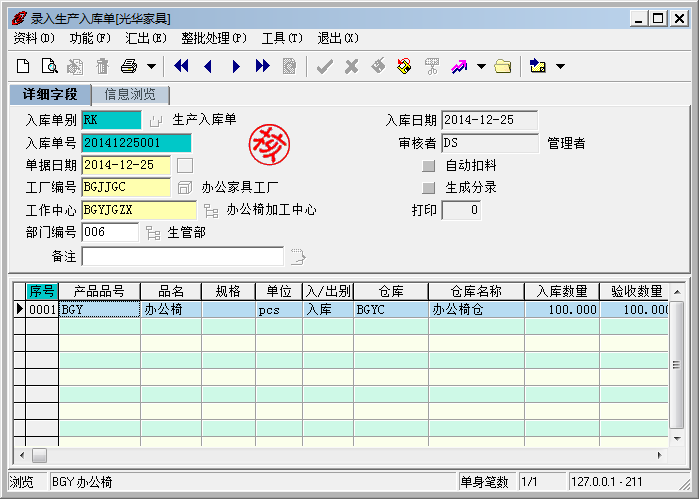 录入生产入库单[光华家具]
资料(D) 功能(F) 汇出(E) 整批处理(P) 工具(T) 退出(X)
详细字段 信息浏览
入库单别 RK 生产入库单 入库日期 2014-12-25
入库单号 20141225001 核 审核者 DS 管理者
单据日期 2014-12-25 自动扣料
工厂编号 BGJJGC 办公家具工厂 生成分录
工作中心 BGYJGZX 办公椅加工中心 打印 0
部门编号 006 生管部
备注
序号 产品品号 品名 规格 单位 入/出别 仓库 仓库名称 入库数量 验收数量
0001 BGY 办公椅 pcs 入库 BGYC 办公椅仓 100.000 100.000
浏览 BGY 办公椅 单身笔数 1/1 127.0.0.1 - 211